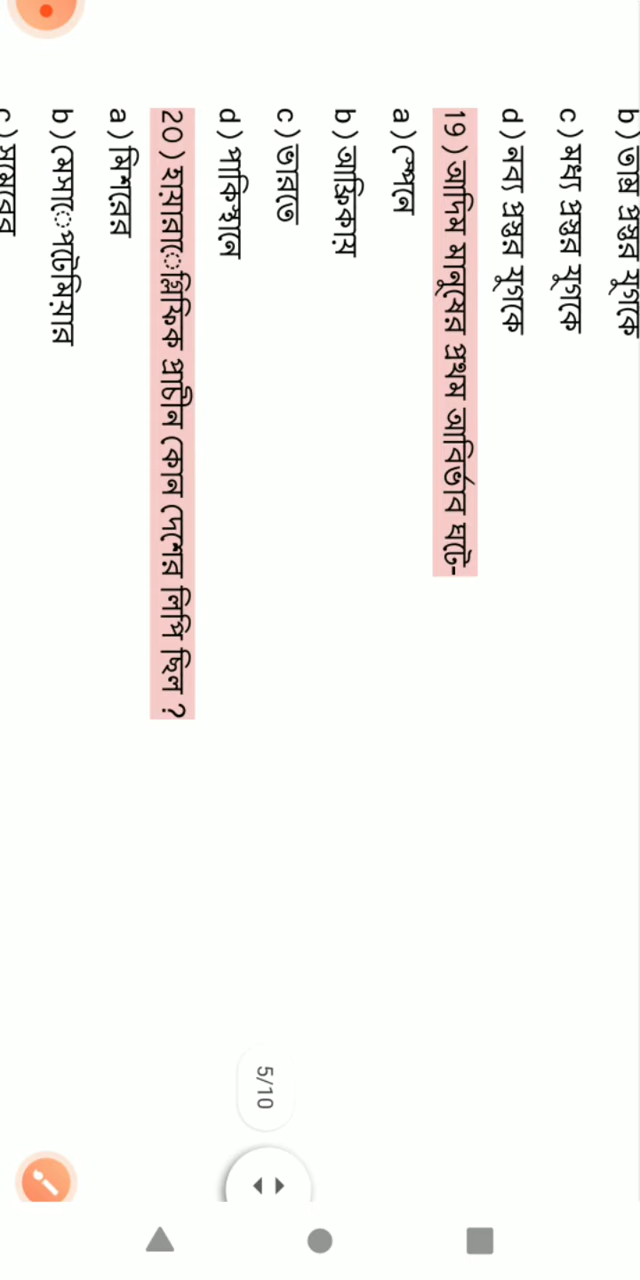 b ) তাম্র প্রস্তর যুগকে
c ) মধ্য প্রস্তর যুগকে
d ) নব্য প্রস্তর যুগকে
19 ) আদিম মানুষের প্রথম আবির্ভাব ঘটে-
a ) স্পেনে
b ) আফ্রিকায়
c ) ভারতে
d ) পাকিস্থানে
20 ) হায়ারাোগ্লিফিক প্রাচীন কোন দেশের লিপি ছিল ?
a ) মিশরের
b ) মেসাোপটেমিয়ার
c ) সুমেরের
5/10